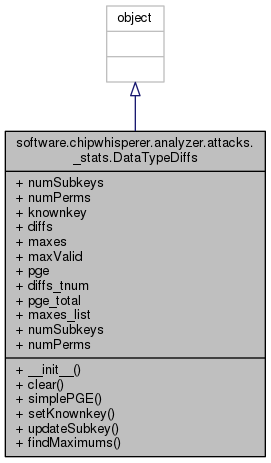 object
software.chipwhisperer.analyzer.attacks.
_stats.DataTypeDiffs
+ numSubkeys
+ numPerms
+ knownkey
+ diffs
+ maxes
+ maxValid
+ pge
+ diffs_tnum
+ pge_total
+ maxes_list
+ numSubkeys
+ numPerms
+ __init__()
+ clear()
+ simplePGE()
+ setKnownkey()
+ updateSubkey()
+ findMaximums()